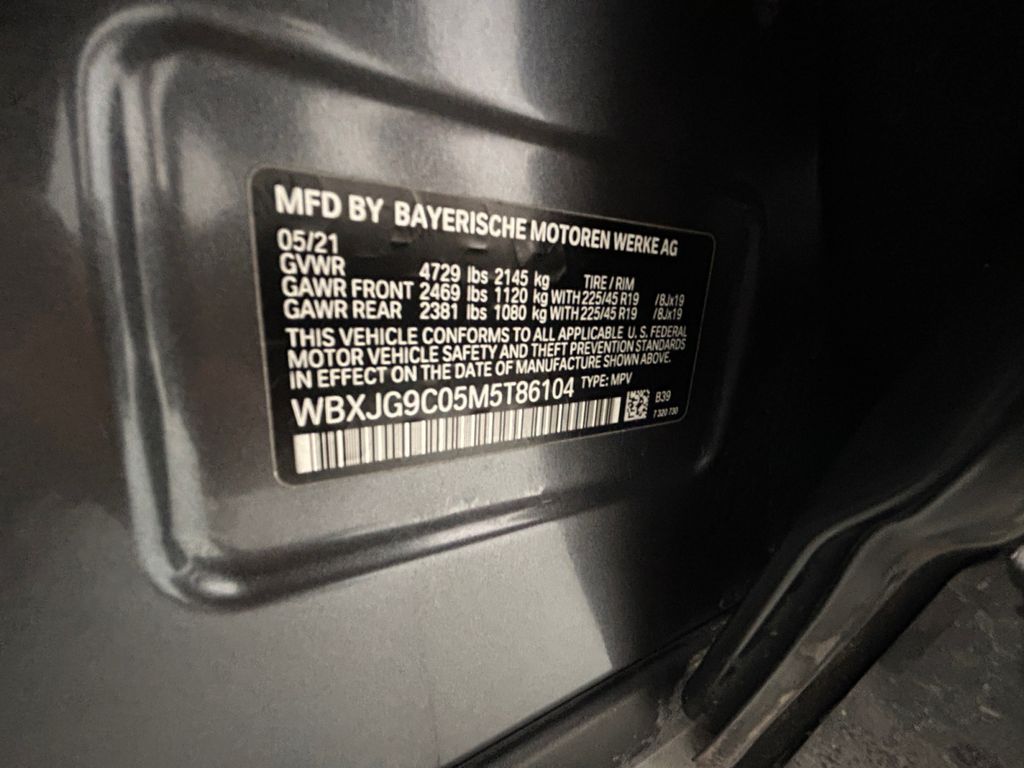 MFD BY BAYERISCHE MOTOREN WERKE AG
05/21
GVWR 4729 lbs 2145 kg TIRE / RIM
GAWR FRONT 2469 lbs 1120 kg WITH 225/45 R19 /8Jx19
GAWR REAR 2381 lbs 1080 kg WITH 225/45 R19 /8Jx19
THIS VEHICLE CONFORMS TO ALL APPLICABLE U. S. FEDERAL
MOTOR VEHICLE SAFETY AND THEFT PREVENTION STANDARDS
IN EFFECT ON THE DATE OF MANUFACTURE SHOWN ABOVE.
WBXJG9C05M5T86104 TYPE: MPV
B39
7 320 730